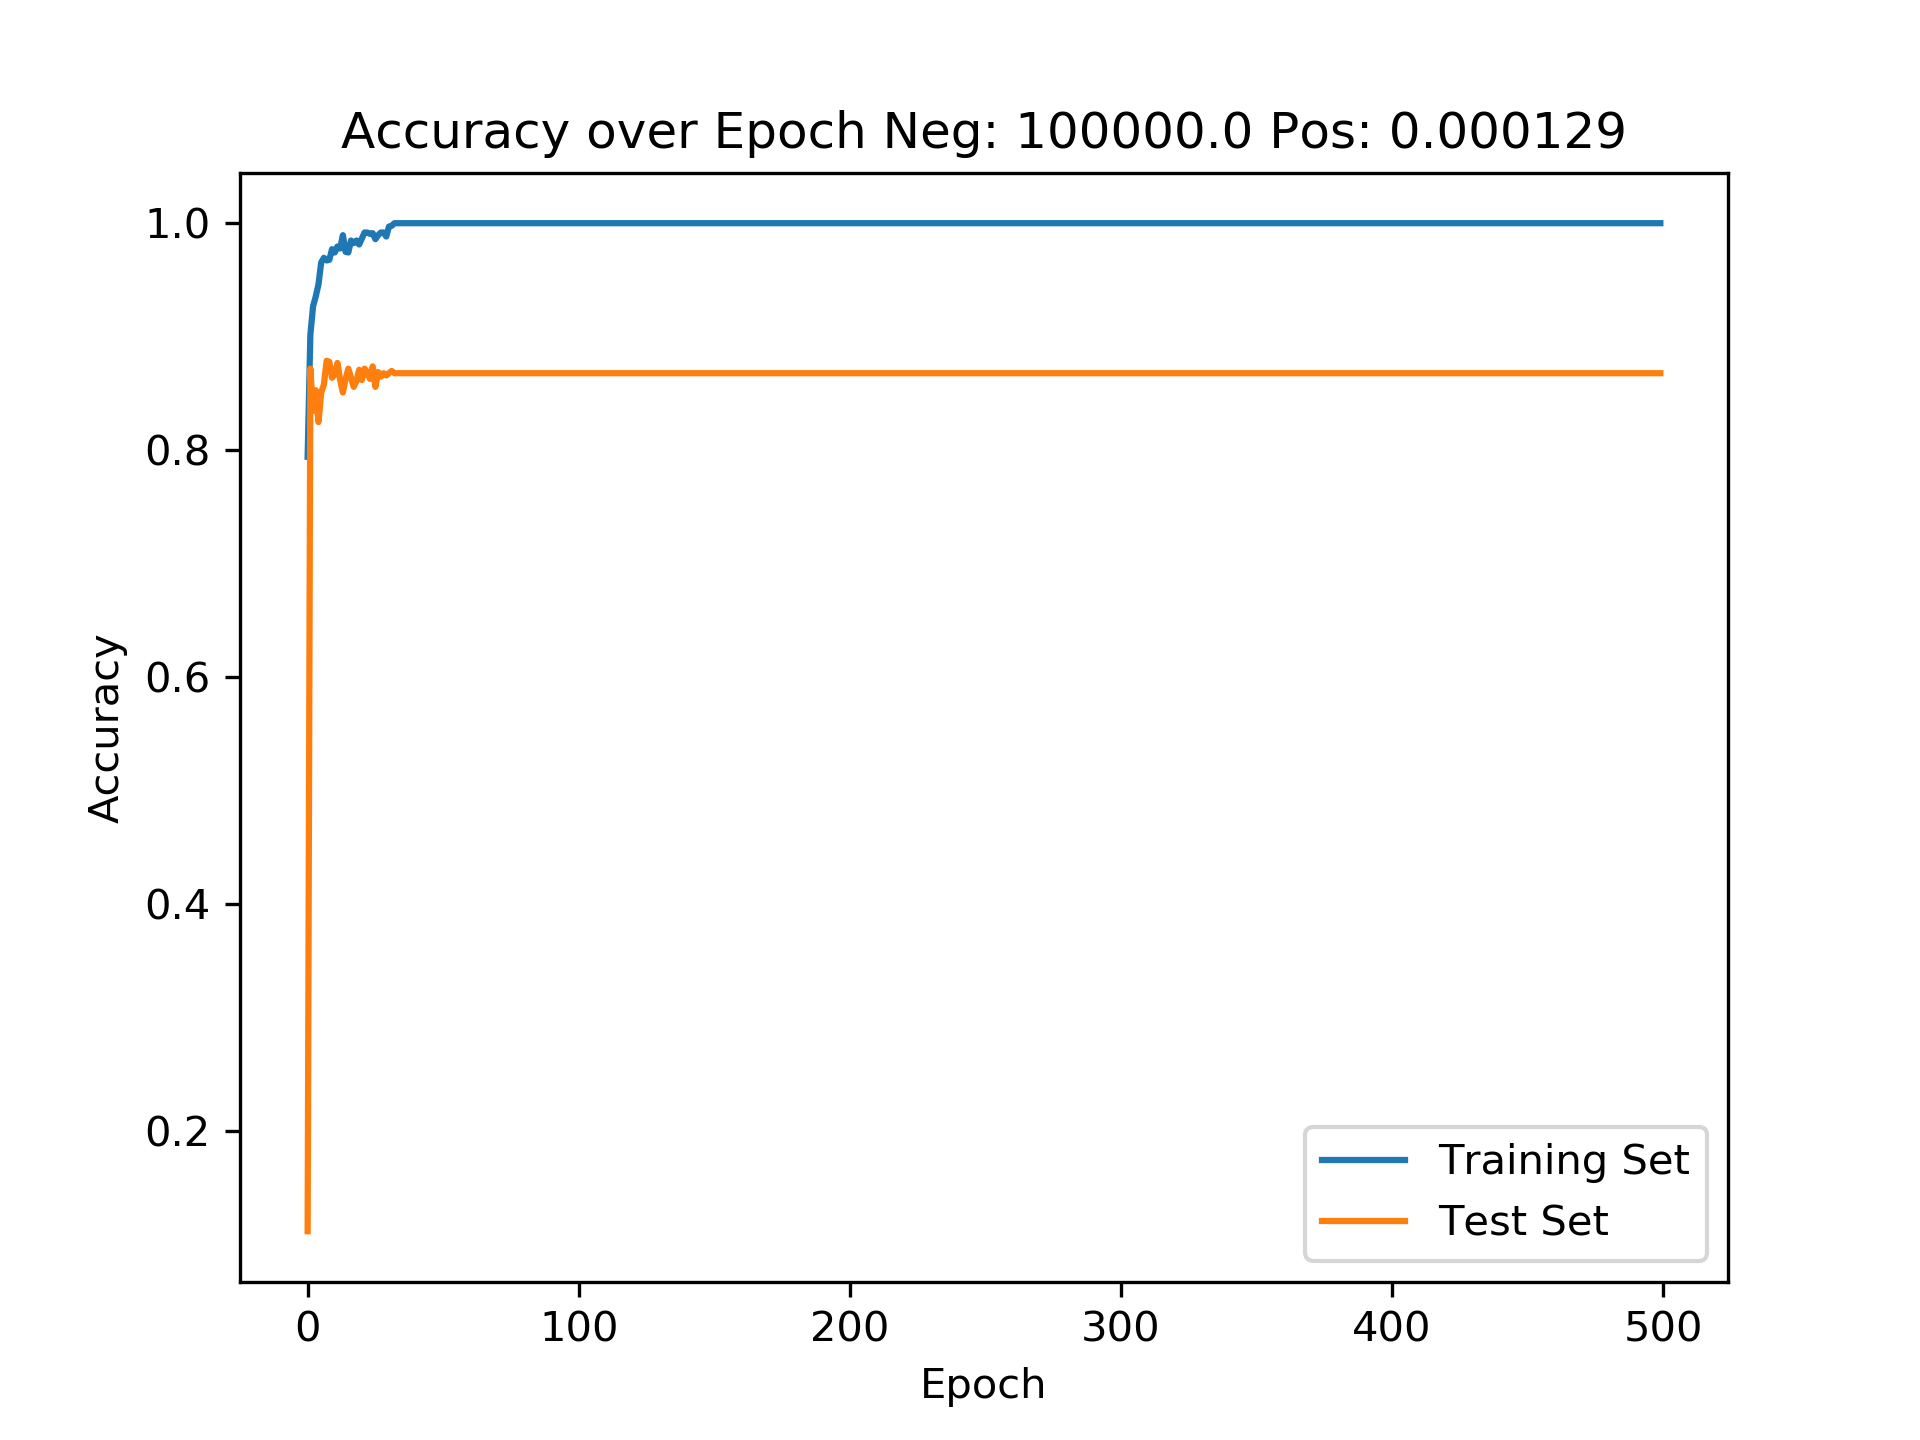 Accuracy over Epoch Neg: 100000.0 Pos: 0.000129
1.0
0.8
0.6
0.4
0.2
Accuracy
Training Set
Test Set
0 100 200 300 400 500
Epoch